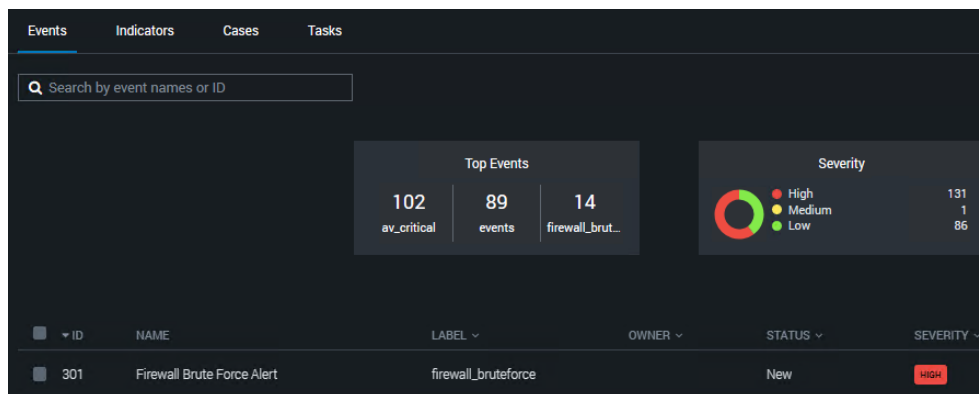 Events Indicators Cases Tasks
Search by event names or ID
Top Events
102 89 14
av_critical events firewall_brut...
Severity
High 131
Medium 1
Low 86
ID NAME LABEL OWNER STATUS SEVERITY
301 Firewall Brute Force Alert firewall_bruteforce New HIGH